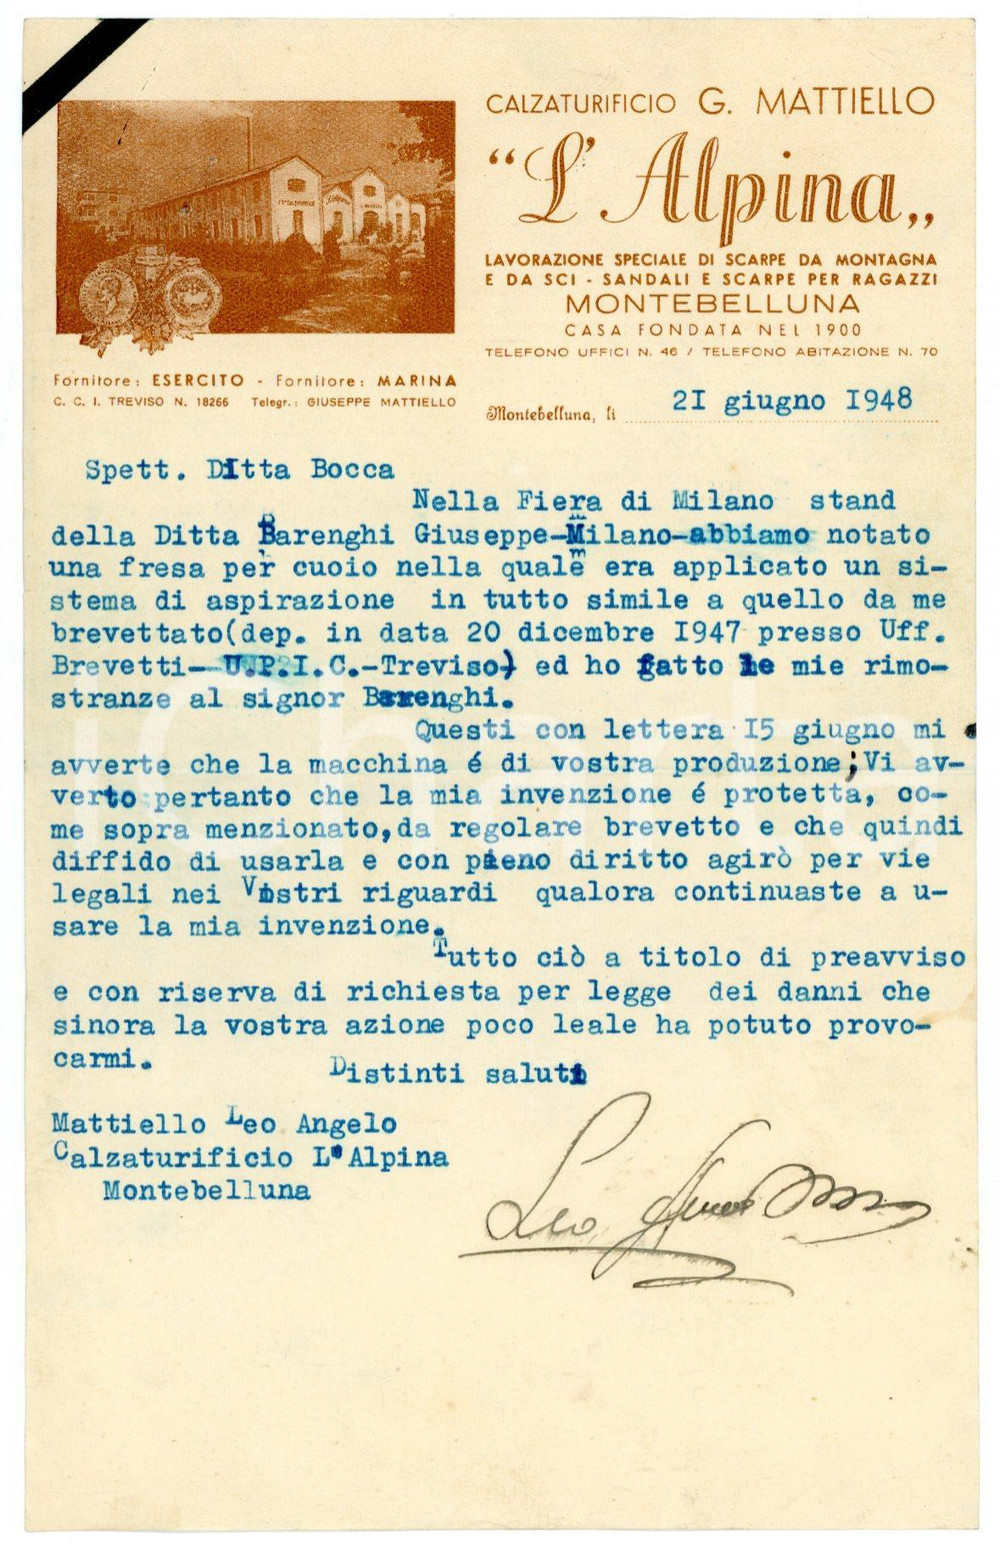 CALZATURIFICIO G. MATTIELLO
"L'Alpina„
LAVORAZIONE SPECIALE DI SCARPE DA MONTAGNA
E DA SCI - SANDALI E SCARPE PER RAGAZZI
MONTEBELLUNA
CASA FONDATA NEL 1900
TELEFONO UFFICI N. 46 / TELEFONO ABITAZIONE N. 70
Fornitore: ESERCITO - Fornitore: MARINA
C. C. I. TREVISO N. 18266 Telegr.: GIUSEPPE MATTIELLO
Montebelluna, li 21 giugno 1948
Spett. Ditta Bocca
Nella Fiera di Milano stand
della Ditta Barenghi Giuseppe-Milano-abbiamo notato
una fresa per cuoio nella quale era applicato un si-
stema di aspirazione in tutto simile a quello da me
brevettato(dep. in data 20 dicembre 1947 presso Uff.
Brevetti-U.P.I.C.-Treviso) ed ho fatto le mie rimo-
stranze al signor Barenghi.
Questi con lettera 15 giugno mi
avverte che la macchina é di vostra produzione;Vi av-
verto pertanto che la mia invenzione é protetta, co-
me sopra menzionato,da regolare brevetto e che quindi
diffido di usarla e con pieno diritto agirò per vie
legali nei Vostri riguardi qualora continuaste a u-
sare la mia invenzione.
Tutto ciò a titolo di preavviso
e con riserva di richiesta per legge dei danni che
sinora la vostra azione poco leale ha potuto provo-
carmi.
Distinti saluti
Mattiello Leo Angelo
Calzaturificio L'Alpina
Montebelluna
Leo